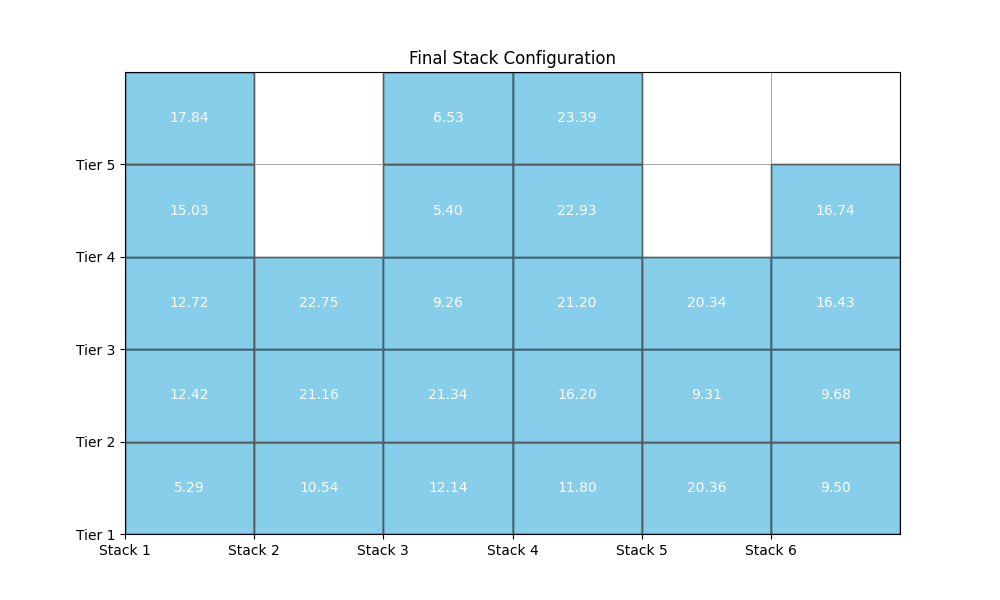 Final Stack Configuration
17.84 6.53 23.39
Tier 5
15.03 5.40 22.93 16.74
Tier 4
12.72 22.75 9.26 21.20 20.34 16.43
Tier 3
12.42 21.16 21.34 16.20 9.31 9.68
Tier 2
5.29 10.54 12.14 11.80 20.36 9.50
Tier 1
Stack 1 Stack 2 Stack 3 Stack 4 Stack 5 Stack 6